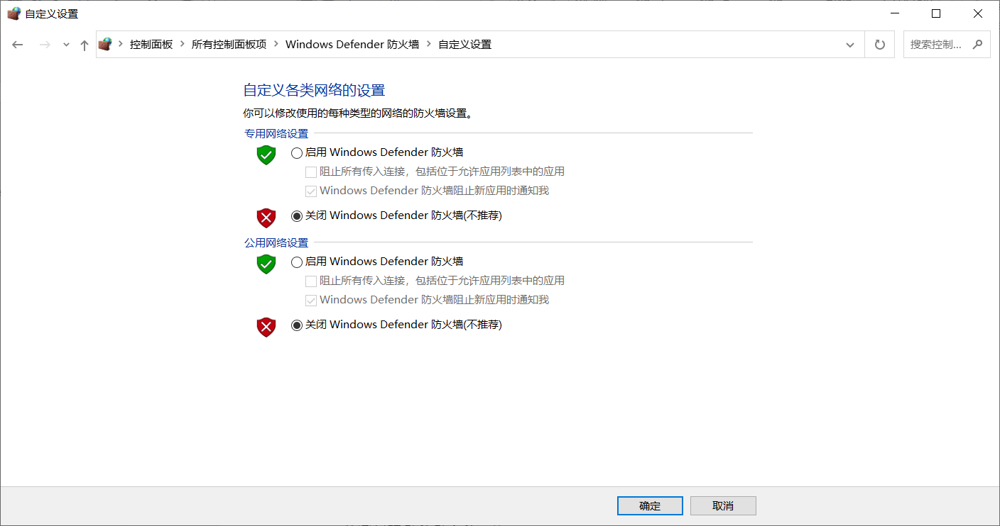 自定义设置
控制面板 所有控制面板项 Windows Defender 防火墙 自定义设置
搜索控制...
自定义各类网络的设置
你可以修改使用的每种类型的网络的防火墙设置。
专用网络设置
启用 Windows Defender 防火墙
阻止所有传入连接，包括位于允许应用列表中的应用
Windows Defender 防火墙阻止新应用时通知我
关闭 Windows Defender 防火墙(不推荐)
公用网络设置
启用 Windows Defender 防火墙
阻止所有传入连接，包括位于允许应用列表中的应用
Windows Defender 防火墙阻止新应用时通知我
关闭 Windows Defender 防火墙(不推荐)
确定 取消